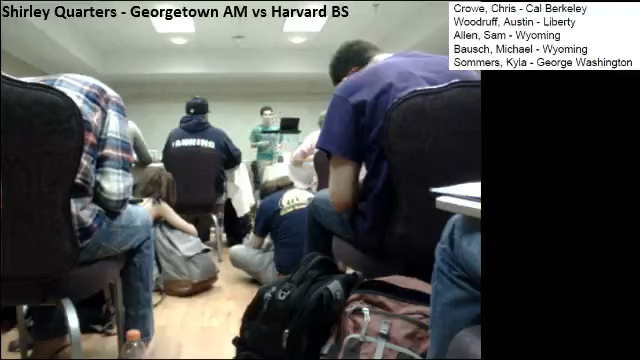 Shirley Quarters - Georgetown AM vs Harvard BS
Crowe, Chris - Cal Berkeley
Woodruff, Austin - Liberty
Allen, Sam - Wyoming
Bausch, Michael - Wyoming
Sommers, Kyla - George Washington